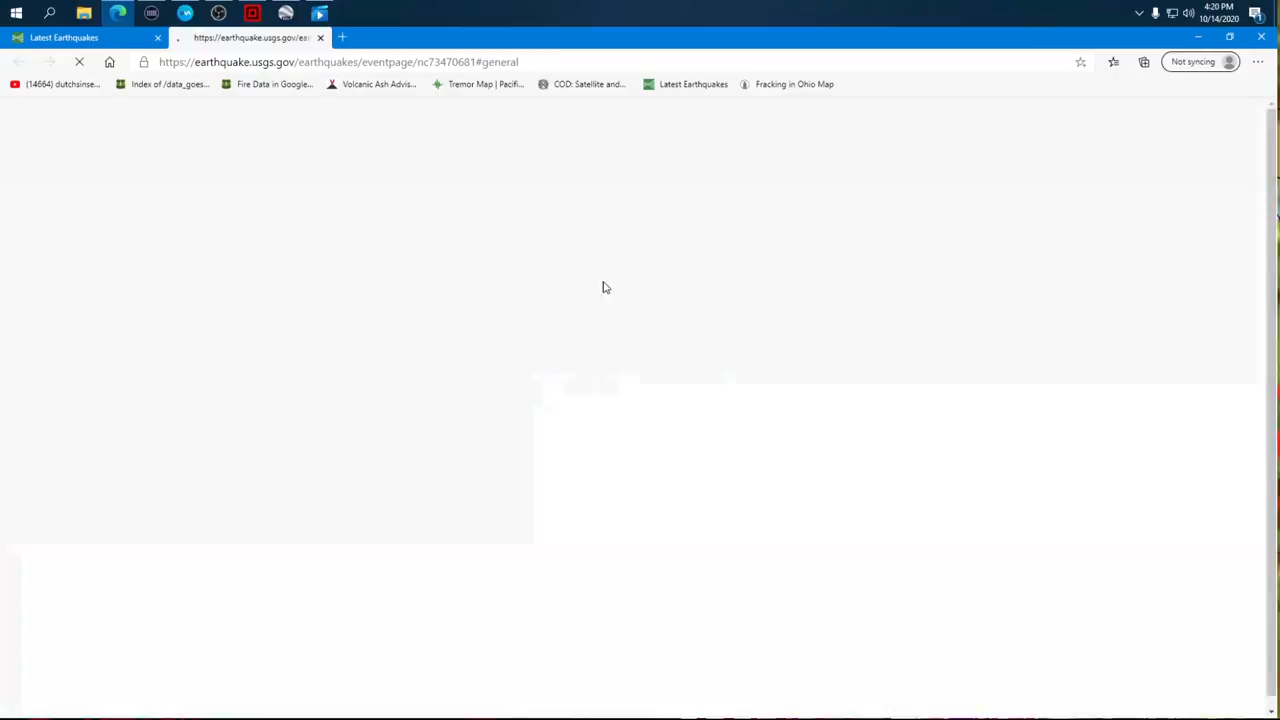 4:20 PM
10/14/2020
Latest Earthquakes
https://earthquake.usgs.gov/ear
https://earthquake.usgs.gov/earthquakes/eventpage/nc73470681#general
Not syncing
(14664) dutchsinse...
Index of /data_goes...
Fire Data in Google...
Volcanic Ash Advis...
Tremor Map | Pacifi...
COD: Satellite and...
Latest Earthquakes
Fracking in Ohio Map